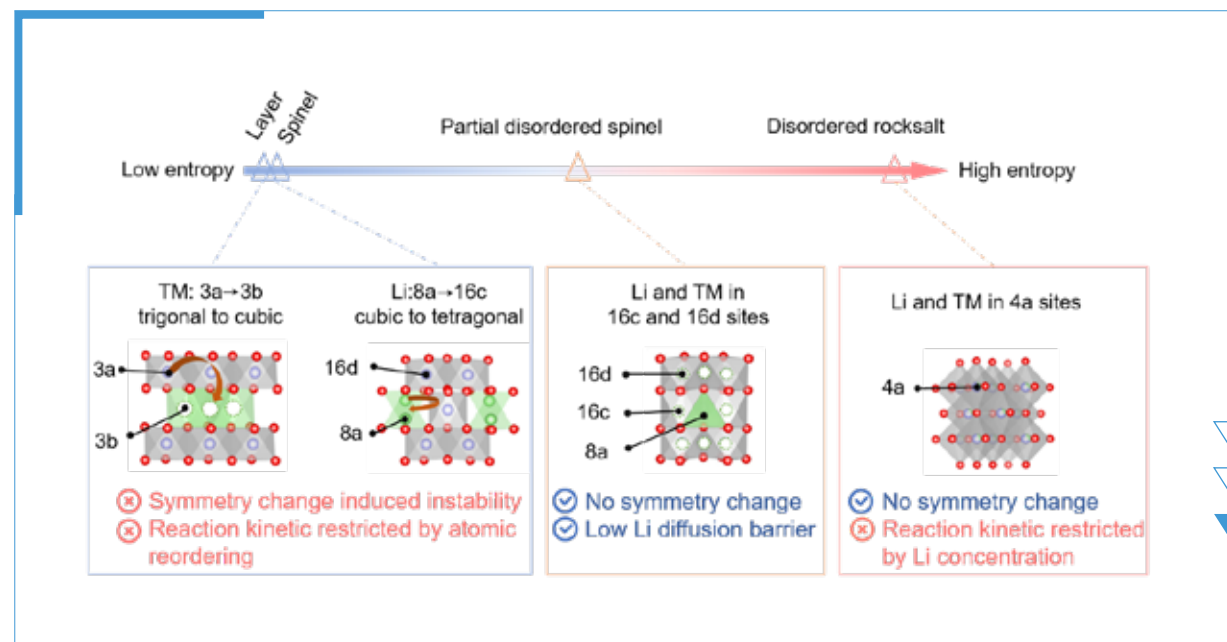 Layer
Spinel
Partial disordered spinel
Disordered rocksalt
Low entropy
High entropy
TM: 3a→3b
trigonal to cubic
Li:8a→16c
cubic to tetragonal
3a
3b
16d
8a
Symmetry change induced instability
Reaction kinetic restricted by atomic
reordering
Li and TM in
16c and 16d sites
16d
16c
8a
No symmetry change
Low Li diffusion barrier
Li and TM in 4a sites
4a
No symmetry change
Reaction kinetic restricted
by Li concentration